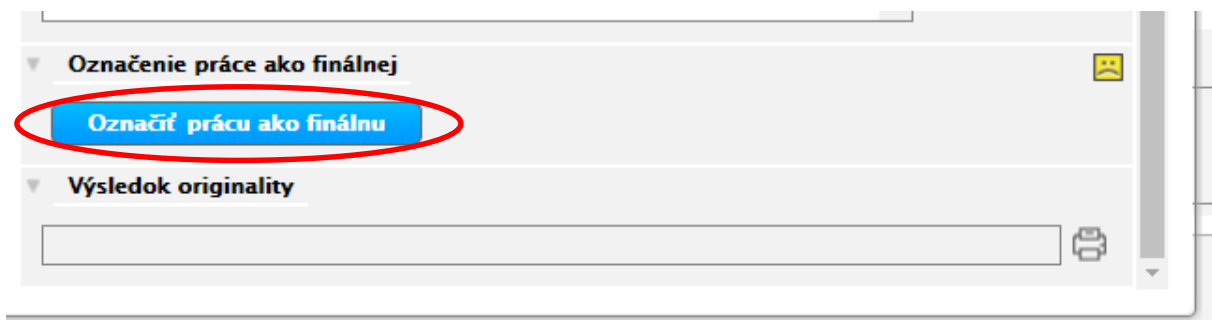 Označenie práce ako finálnej
Označiť prácu ako finálnu
Výsledok originality